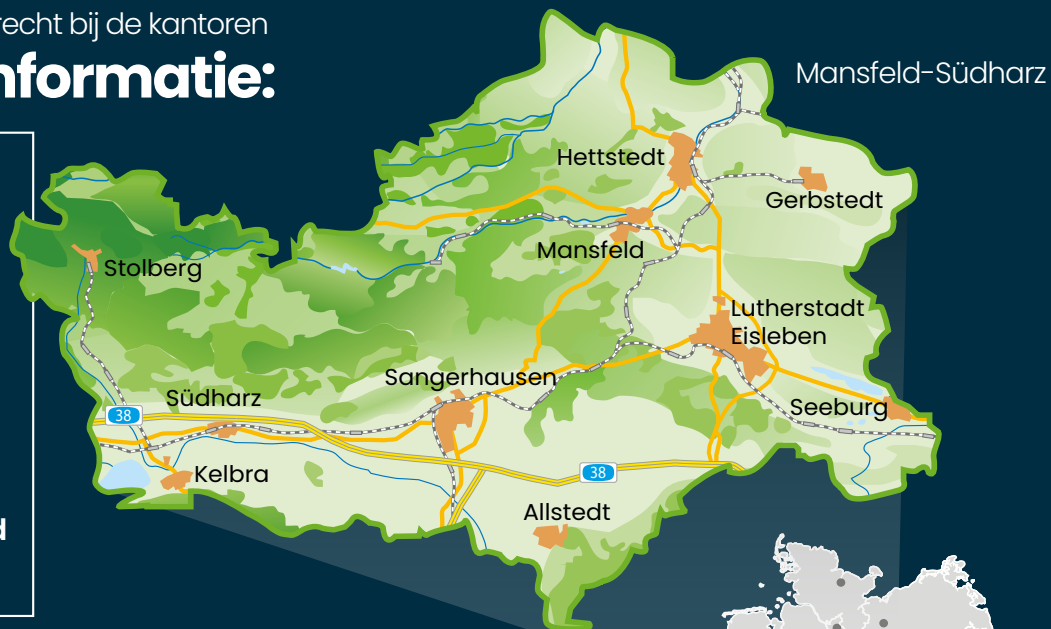 recht bij de kantoren
nformatie:
Mansfeld-Südharz
Hettstedt
Gerbstedt
Mansfeld
Stolberg
Lutherstadt
Eisleben
Sangerhausen
Südharz
Seeburg
38
38
Kelbra
Allstedt
d